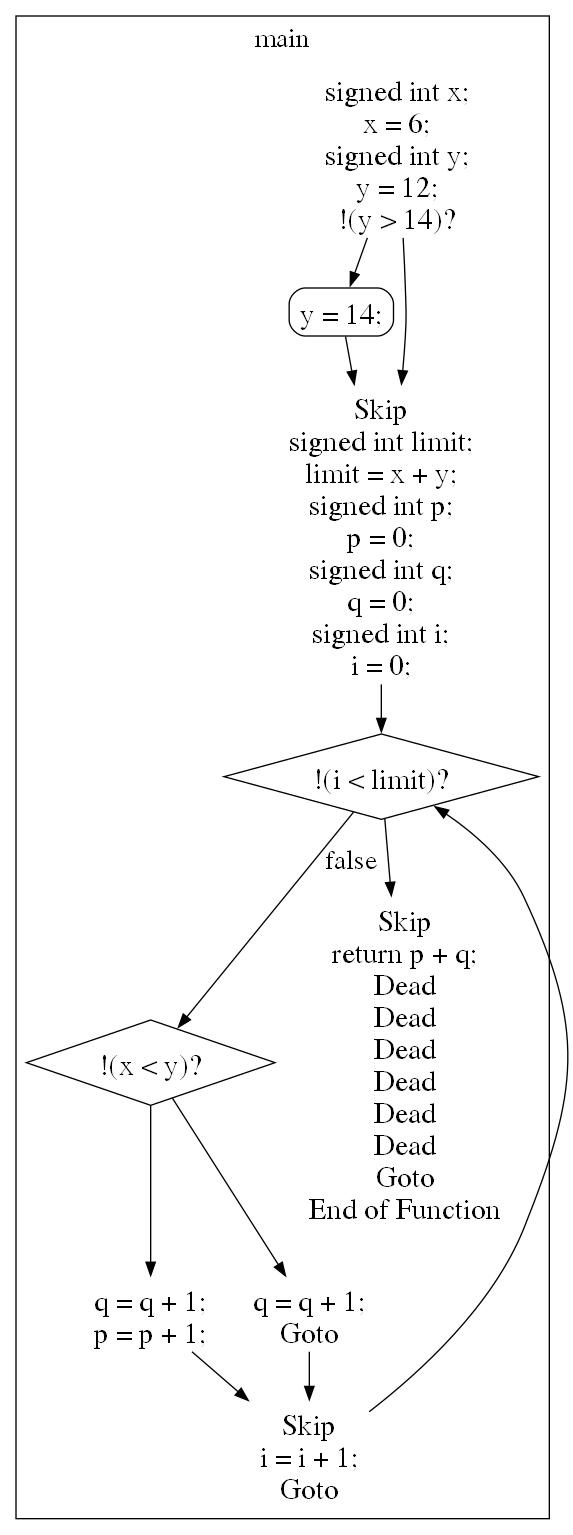 main
signed int x;
x = 6;
signed int y;
y = 12;
!(y > 14)?
y = 14;
Skip
signed int limit;
limit = x + y;
signed int p;
p = 0;
signed int q;
q = 0;
signed int i;
i = 0;
!(i < limit)?
false
Skip
return p + q;
Dead
Dead
Dead
Dead
Dead
Dead
Goto
End of Function
!(x < y)?
q = q + 1;
p = p + 1;
q = q + 1;
Goto
Skip
i = i + 1;
Goto